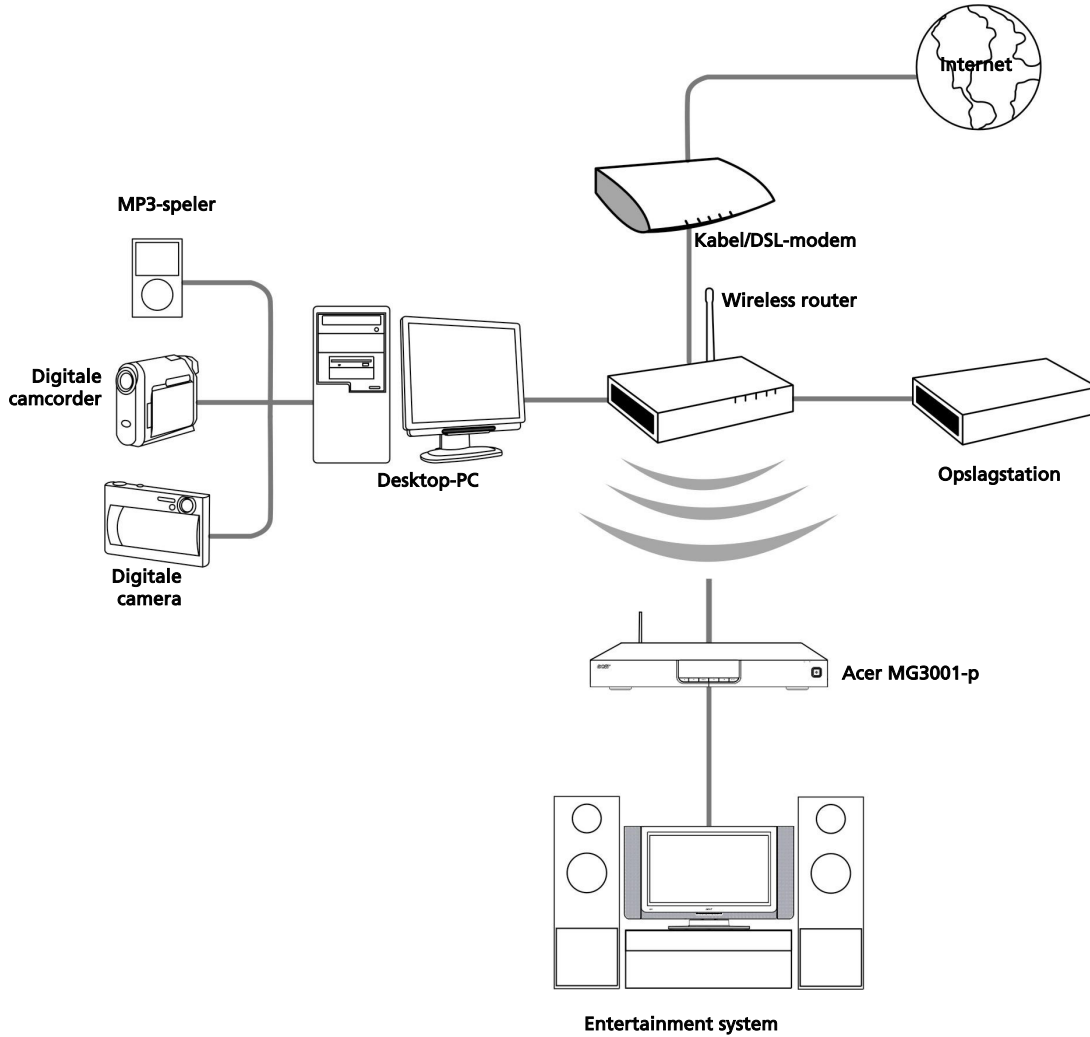 Internet
MP3-speler
Kabel/DSL-modem
Wireless router
Digitale
camcorder
Desktop-PC
Opslagstation
Digitale
camera
Acer MG3001-p
Entertainment system